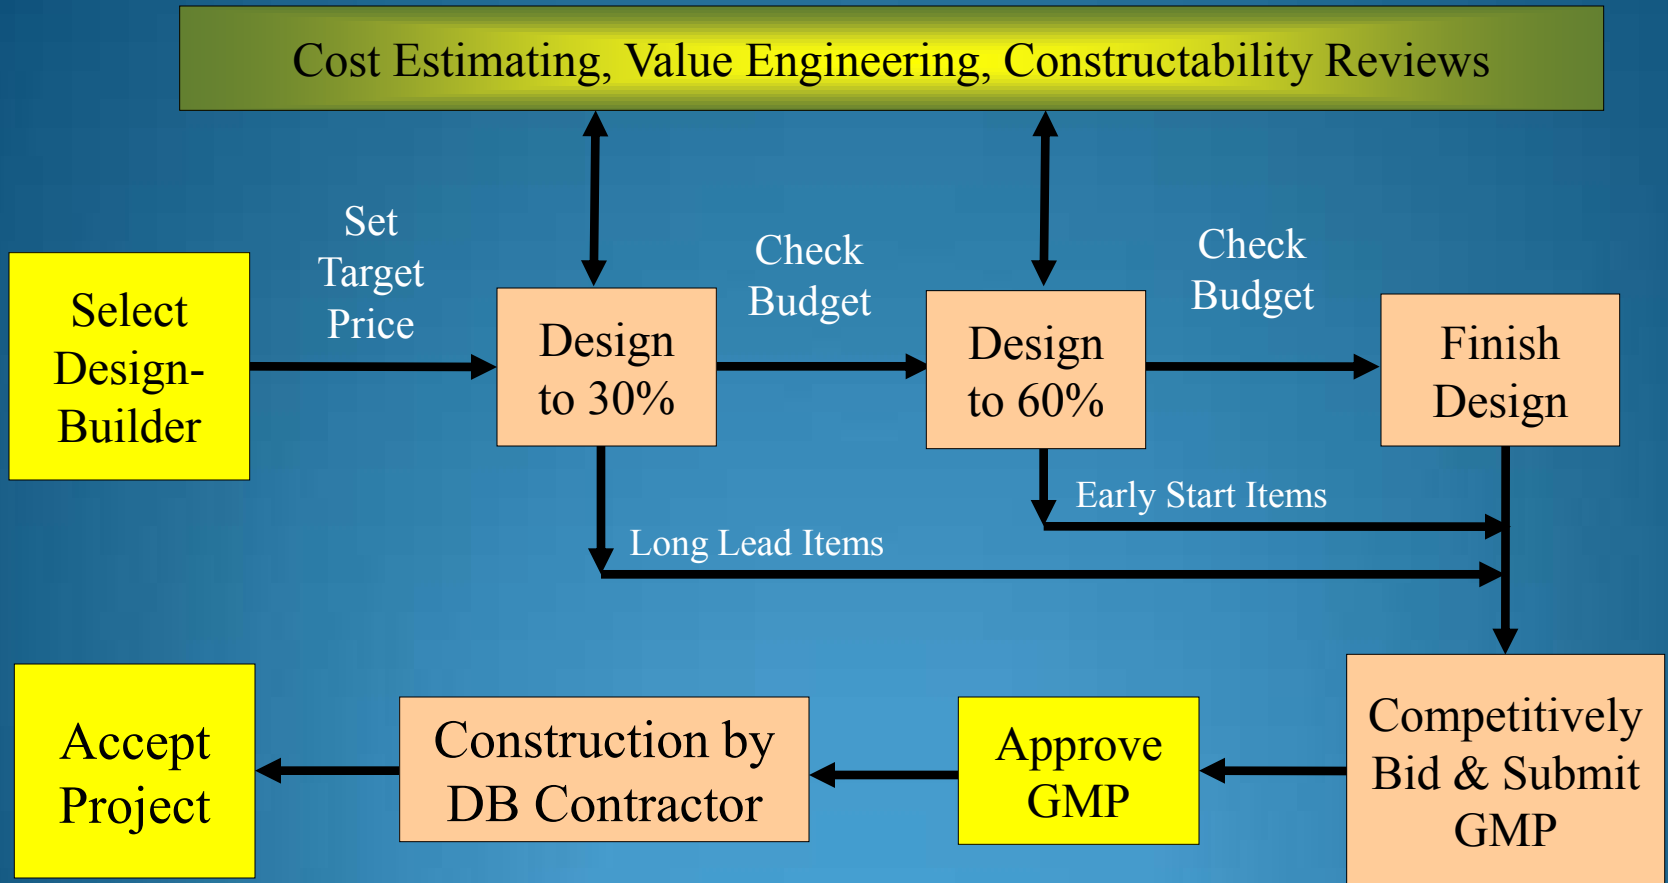 Cost Estimating, Value Engineering, Constructability Reviews
Set
Target
Price
Check
Budget
Check
Budget
Select
Design-
Builder
Design
to 30%
Design
to 60%
Finish
Design
Early Start Items
Long Lead Items
Accept
Project
Construction by
DB Contractor
Approve
GMP
Competitively
Bid & Submit
GMP